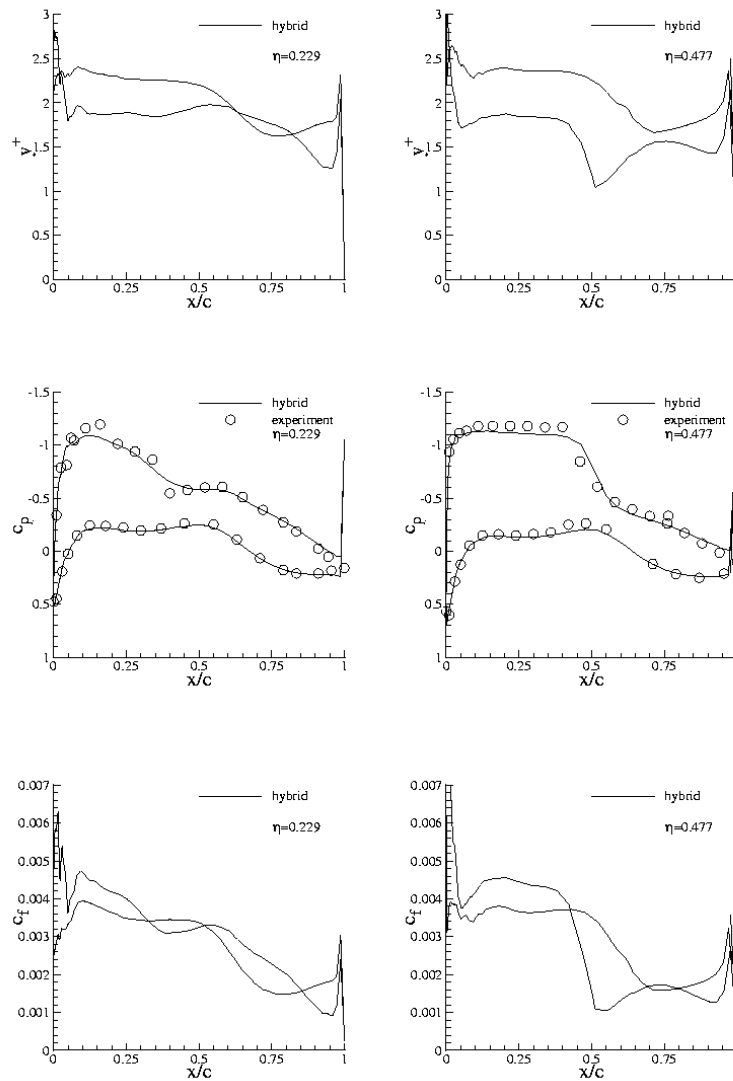 3
2.5
2
1.5
1
0.5
0
y+
hybrid
η=0.229
0
0.25
0.5
0.75
1
x/c
3
2.5
2
1.5
1
0.5
0
y+
hybrid
η=0.477
0
0.25
0.5
0.75
x/c
-1.5
-1
-0.5
0
0.5
1
cp
hybrid
experiment
η=0.229
0
0.25
0.5
0.75
1
x/c
-1.5
-1
-0.5
0
0.5
1
cp
hybrid
experiment
η=0.477
0
0.25
0.5
0.75
x/c
0.007
0.006
0.005
0.004
0.003
0.002
0.001
0
cf
hybrid
η=0.229
0
0.25
0.5
0.75
1
x/c
0.007
0.006
0.005
0.004
0.003
0.002
0.001
0
cf
hybrid
η=0.477
0
0.25
0.5
0.75
x/c